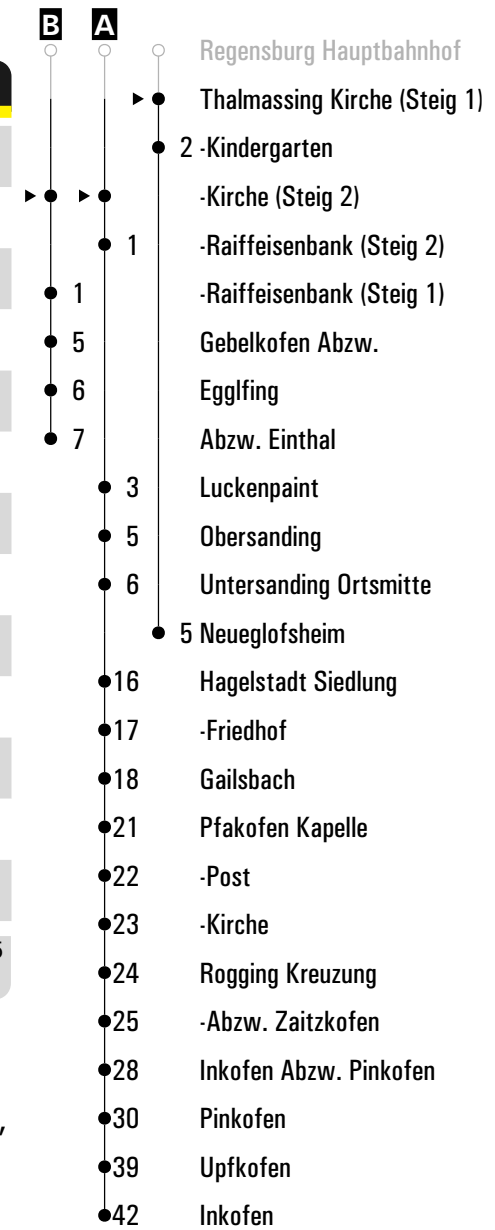 B A
Regensburg Hauptbahnhof
Thalmassing Kirche (Steig 1)
2 -Kindergarten
-Kirche (Steig 2)
1 -Raiffeisenbank (Steig 2)
1 -Raiffeisenbank (Steig 1)
5 Gebelkofen Abzw.
6 Egglfing
7 Abzw. Einthal
3 Luckenpaint
5 Obersanding
6 Untersanding Ortsmitte
5 Neueglofsheim
16 Hagelstadt Siedlung
17 -Friedhof
18 Gailsbach
21 Pfakofen Kapelle
22 -Post
23 -Kirche
24 Rogging Kreuzung
25 -Abzw. Zaitzkofen
28 Inkofen Abzw. Pinkofen
30 Pinkofen
39 Upfkofen
42 Inkofen